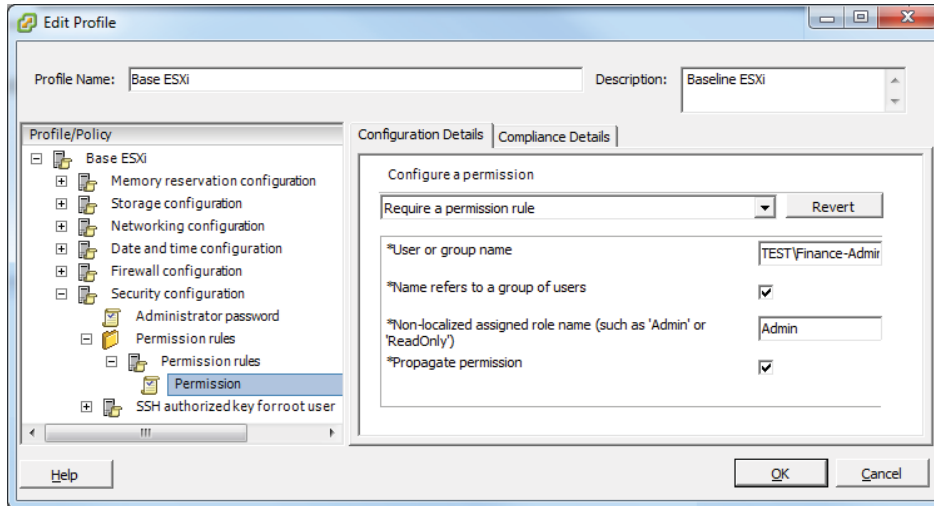 Edit Profile
Profile Name: Base ESXi Description: Baseline ESXi
Profile/Policy
Base ESXi
Memory reservation configuration
Storage configuration
Networking configuration
Date and time configuration
Firewall configuration
Security configuration
Administrator password
Permission rules
Permission rules
Permission
SSH authorized key for root user
Configuration Details Compliance Details
Configure a permission
Require a permission rule Revert
*User or group name TEST\Finance-Admir
*Name refers to a group of users
*Non-localized assigned role name (such as 'Admin' or
'ReadOnly') Admin
*Propagate permission
Help OK Cancel